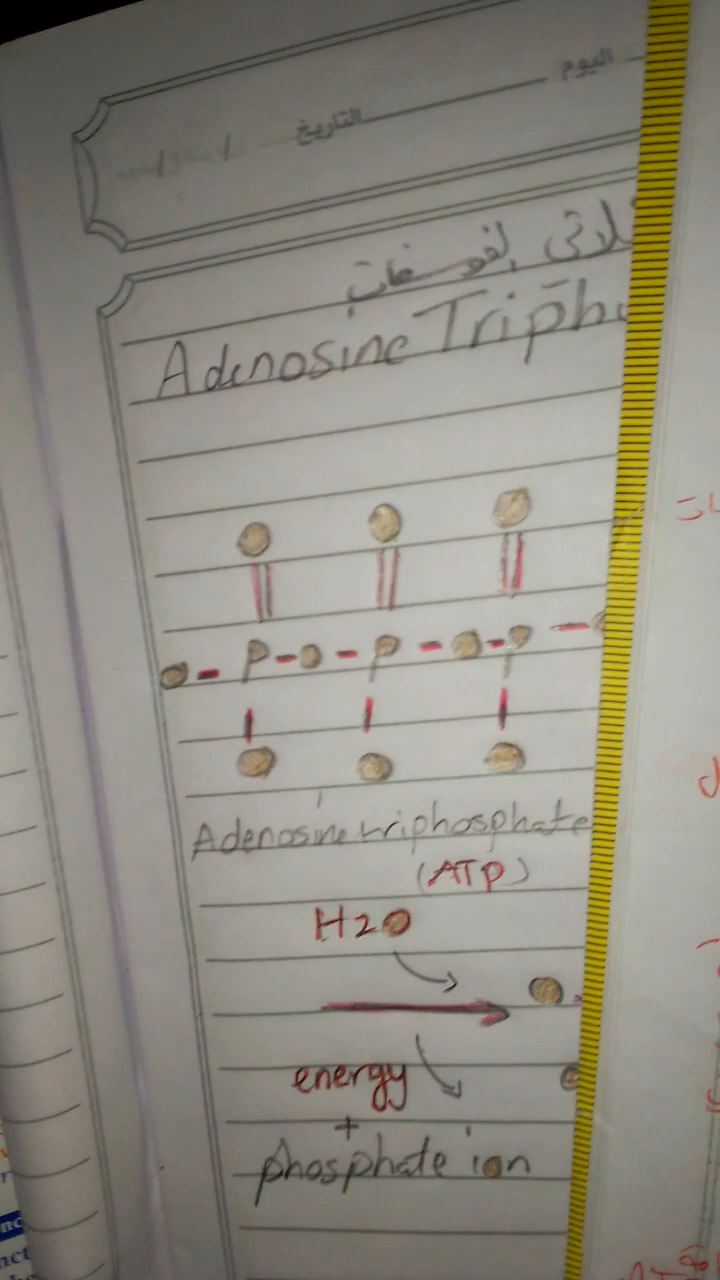 اليوم
التاريخ / /
ثلاثي الفوسفات
Adenosine Triph
P P P
Adenosine triphosphate
(ATP)
H2O
energy
+
phosphate ion